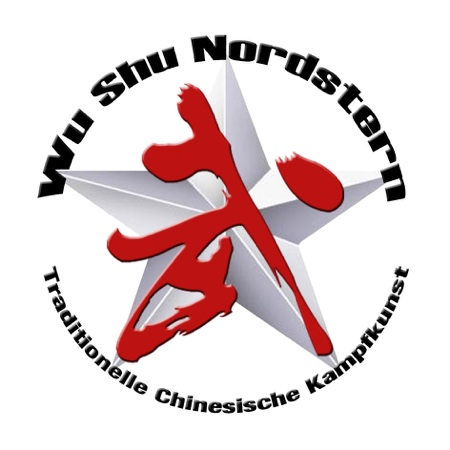 Wu Shu Nordstern
武
Traditionelle Chinesische Kampfkunst